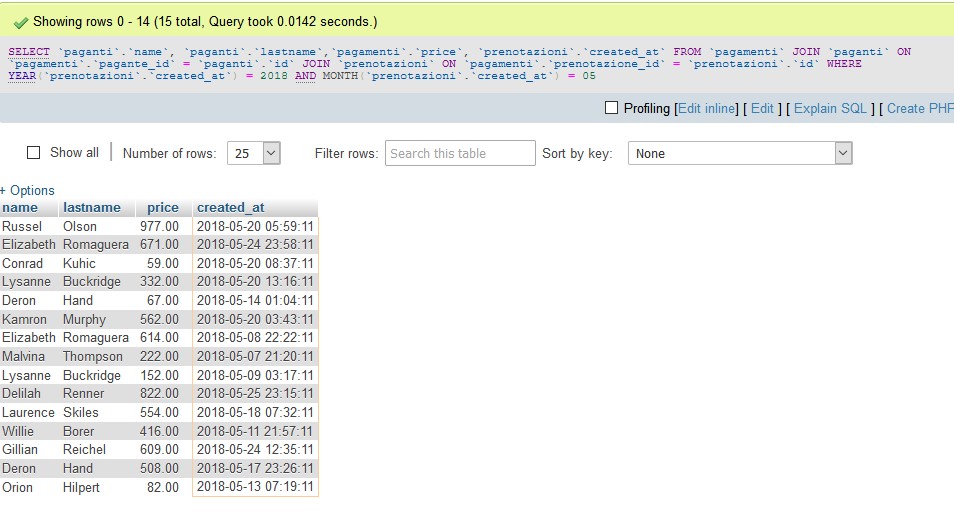 Showing rows 0 - 14 (15 total, Query took 0.0142 seconds.)
SELECT `paganti`.`name`, `paganti`.`lastname`,`pagamenti`.`price`, `prenotazioni`.`created_at` FROM `pagamenti` JOIN `paganti` ON
`pagamenti`.`pagante_id` = `paganti`.`id` JOIN `prenotazioni` ON `pagamenti`.`prenotazione_id` = `prenotazioni`.`id` WHERE
YEAR(`prenotazioni`.`created_at`) = 2018 AND MONTH(`prenotazioni`.`created_at`) = 05
Profiling [Edit inline] [ Edit ] [ Explain SQL ] [ Create PHP
Show all Number of rows: 25 Filter rows: Search this table Sort by key: None
+ Options
name lastname price created_at
Russel Olson 977.00 2018-05-20 05:59:11
Elizabeth Romaguera 671.00 2018-05-24 23:58:11
Conrad Kuhic 59.00 2018-05-20 08:37:11
Lysanne Buckridge 332.00 2018-05-20 13:16:11
Deron Hand 67.00 2018-05-14 01:04:11
Kamron Murphy 562.00 2018-05-20 03:43:11
Elizabeth Romaguera 614.00 2018-05-08 22:22:11
Malvina Thompson 222.00 2018-05-07 21:20:11
Lysanne Buckridge 152.00 2018-05-09 03:17:11
Delilah Renner 822.00 2018-05-25 23:15:11
Laurence Skiles 554.00 2018-05-18 07:32:11
Willie Borer 416.00 2018-05-11 21:57:11
Gillian Reichel 609.00 2018-05-24 12:35:11
Deron Hand 508.00 2018-05-17 23:26:11
Orion Hilpert 82.00 2018-05-13 07:19:11